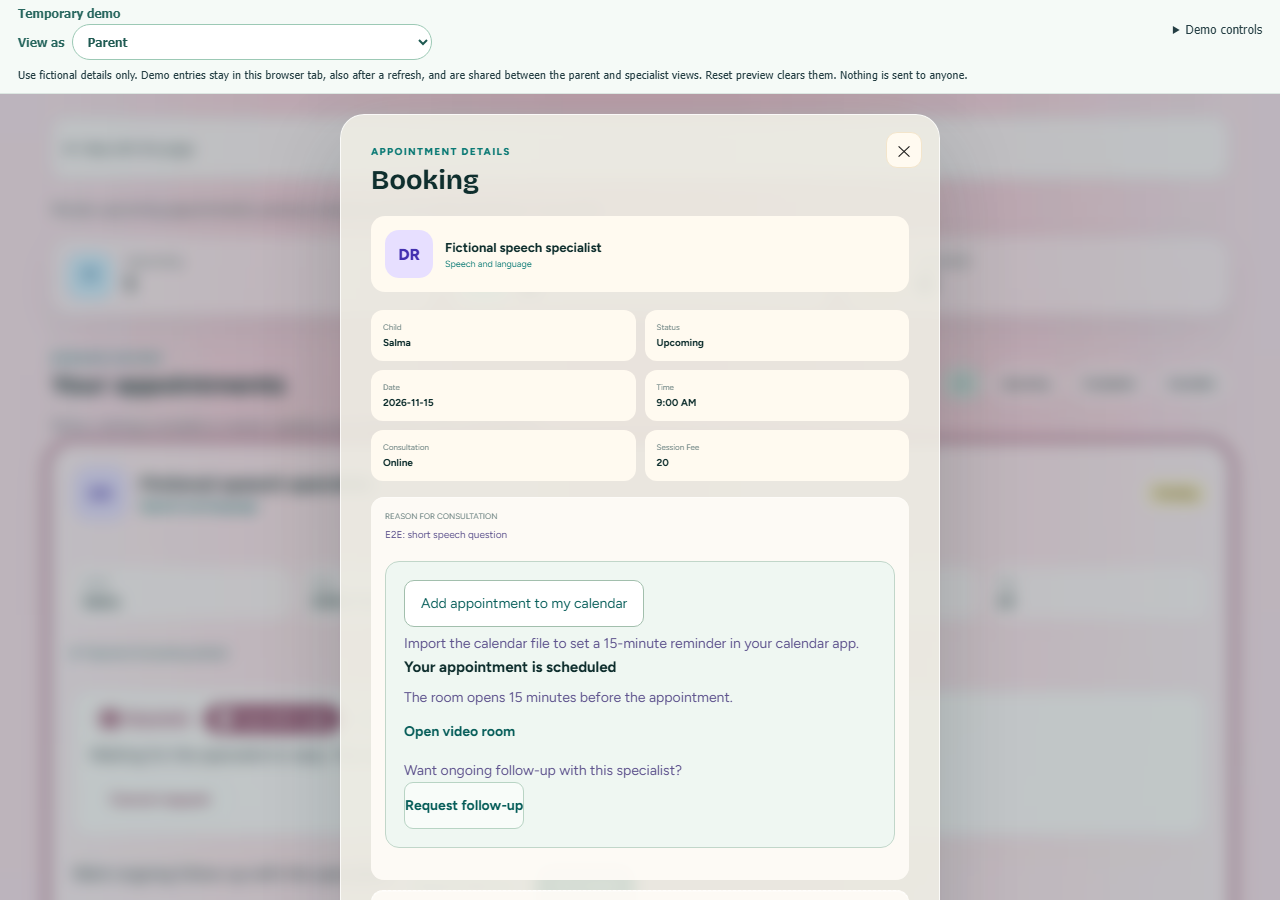 Temporary demo
View as
Parent
Demo controls
Use fictional details only. Demo entries stay in this browser tab, also after a refresh, and are shared between the parent and specialist views. Reset preview clears them. Nothing is sent to anyone.
APPOINTMENT DETAILS
Booking
DR
Fictional speech specialist
Speech and language
Child
Salma
Status
Upcoming
Date
2026-11-15
Time
9:00 AM
Consultation
Online
Session Fee
20
REASON FOR CONSULTATION
E2E: short speech question
Add appointment to my calendar
Import the calendar file to set a 15-minute reminder in your calendar app.
Your appointment is scheduled
The room opens 15 minutes before the appointment.
Open video room
Want ongoing follow-up with this specialist?
Request follow-up
Your appointments